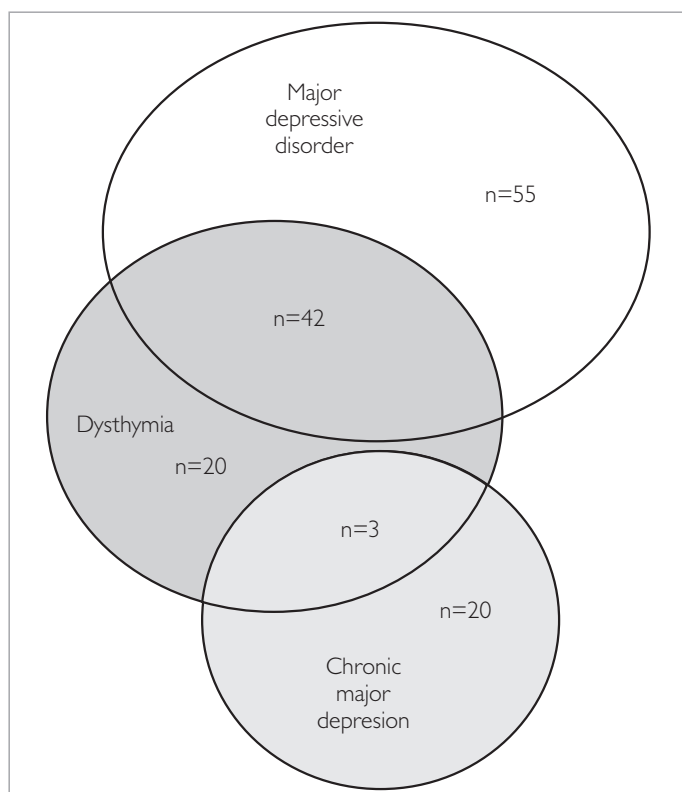 Major
depressive
disorder
n=55
n=42
Dysthymia
n=20
n=3
n=20
Chronic
major
depresion